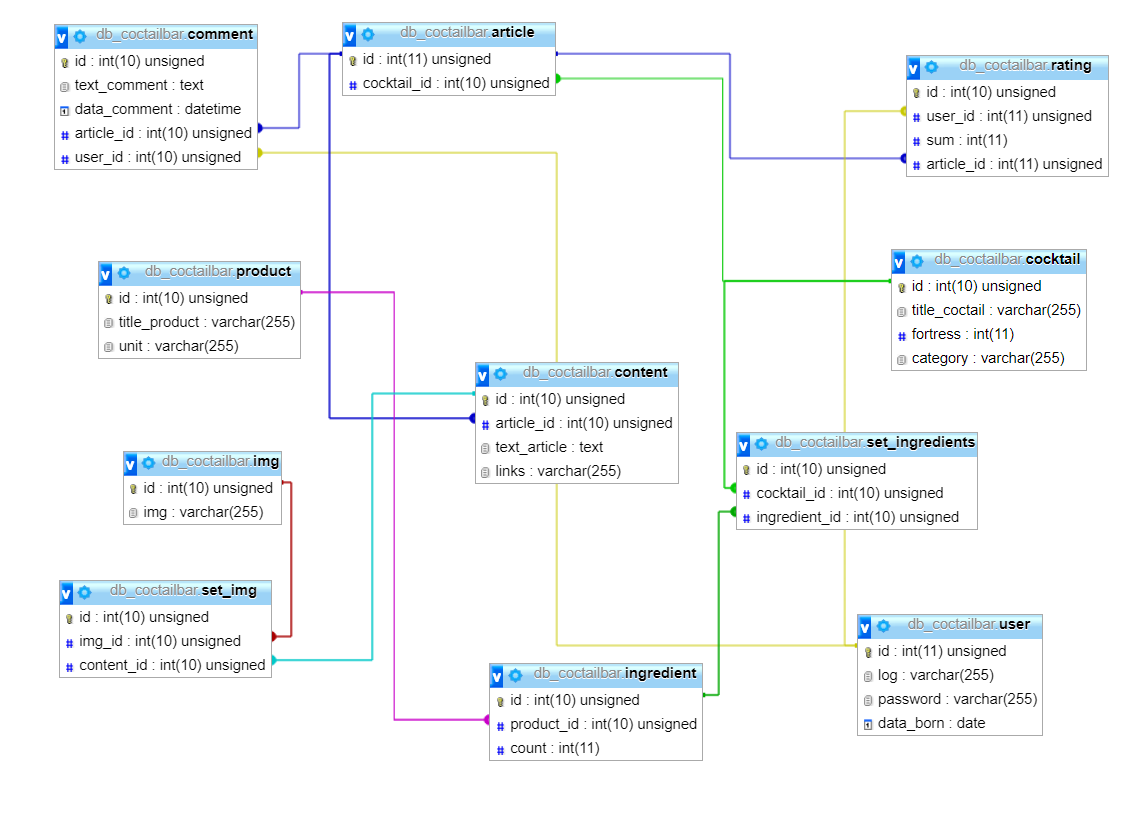 db_coctailbar.comment
id : int(10) unsigned
text_comment : text
data_comment : datetime
article_id : int(10) unsigned
user_id : int(10) unsigned
db_coctailbar.article
id : int(11) unsigned
cocktail_id : int(10) unsigned
db_coctailbar.rating
id : int(10) unsigned
user_id : int(11) unsigned
sum : int(11)
article_id : int(11) unsigned
db_coctailbar.product
id : int(10) unsigned
title_product : varchar(255)
unit : varchar(255)
db_coctailbar.cocktail
id : int(10) unsigned
title_coctail : varchar(255)
fortress : int(11)
category : varchar(255)
db_coctailbar.content
id : int(10) unsigned
article_id : int(10) unsigned
text_article : text
links : varchar(255)
db_coctailbar.set_ingredients
id : int(10) unsigned
cocktail_id : int(10) unsigned
ingredient_id : int(10) unsigned
db_coctailbar.img
id : int(10) unsigned
img : varchar(255)
db_coctailbar.set_img
id : int(10) unsigned
img_id : int(10) unsigned
content_id : int(10) unsigned
db_coctailbar.ingredient
id : int(10) unsigned
product_id : int(10) unsigned
count : int(11)
db_coctailbar.user
id : int(11) unsigned
log : varchar(255)
password : varchar(255)
data_born : date